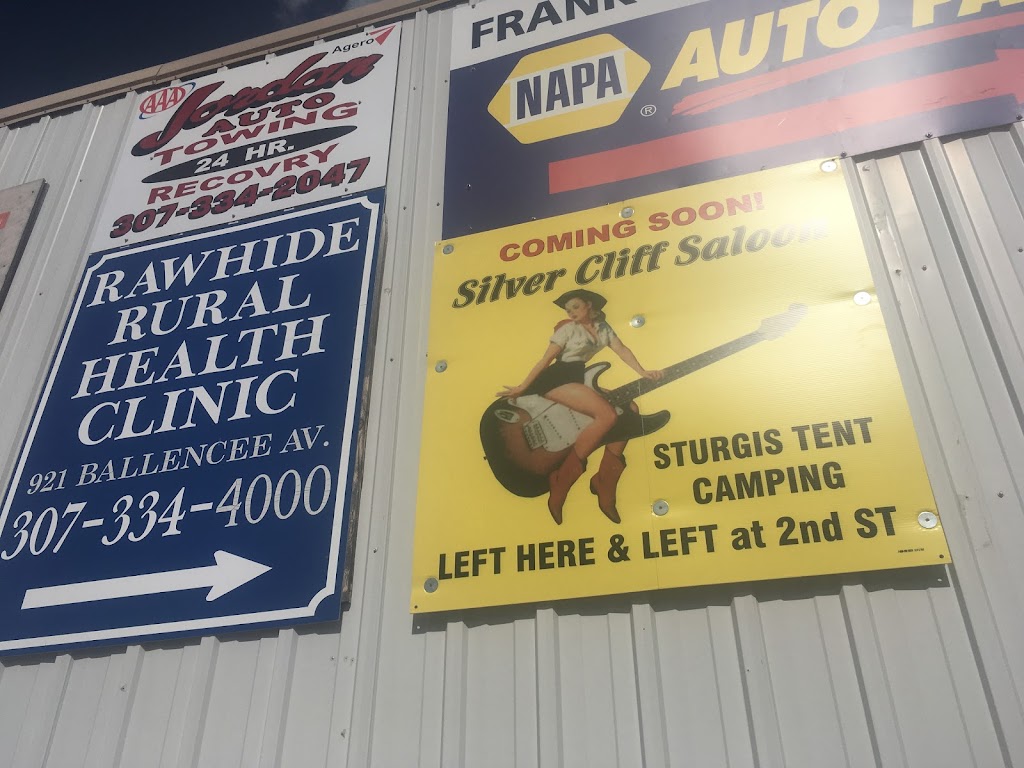 Agero
AAA
Jordan
AUTO
TOWING
24 HR.
RECOVRY
307-334-2047
RAWHIDE
RURAL
HEALTH
CLINIC
921 BALLENCEE AV.
307-334-4000
FRANK
NAPA ® AUTO PA
COMING SOON!
Silver Cliff Saloon
STURGIS TENT
CAMPING
LEFT HERE & LEFT at 2nd ST